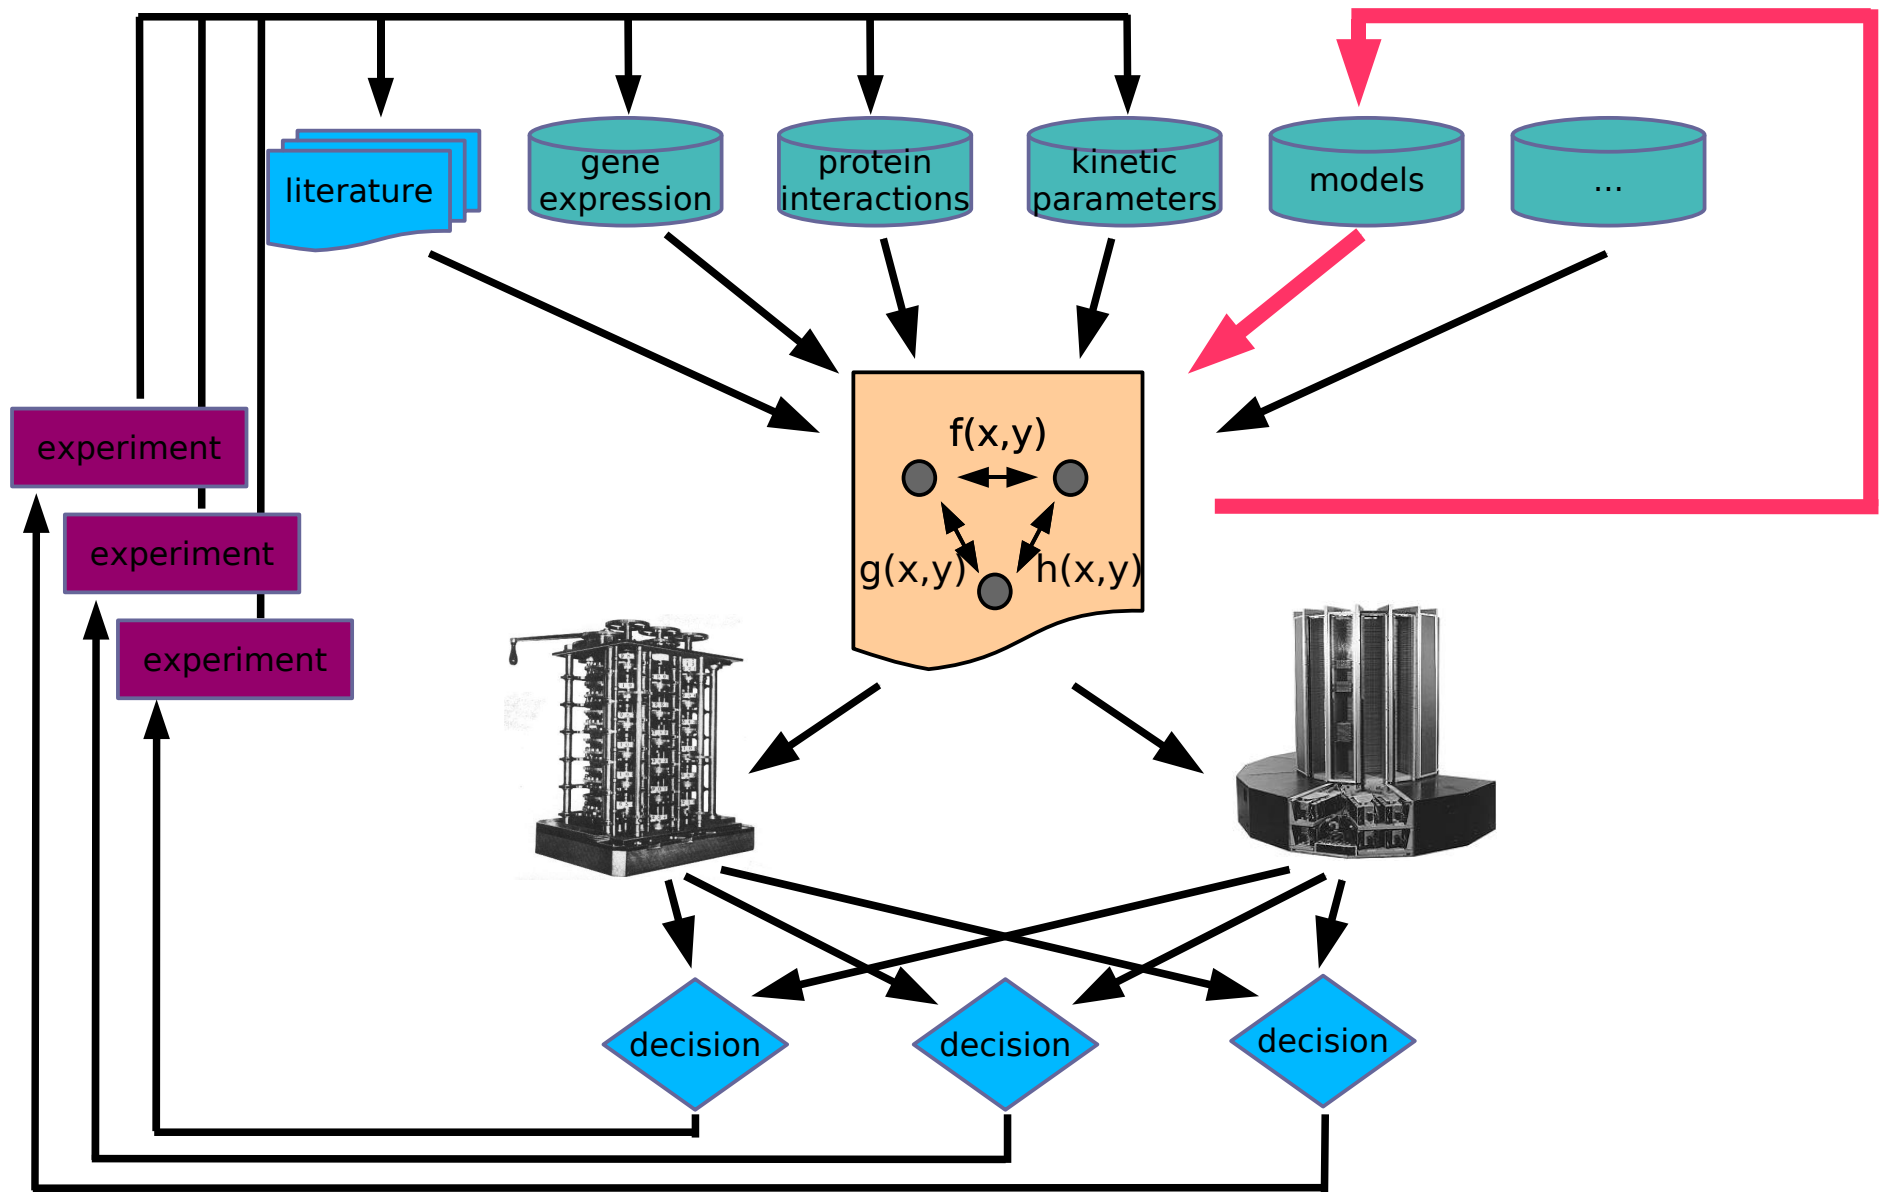 literature
gene
expression
protein
interactions
kinetic
parameters
models
...
experiment
experiment
experiment
f(x,y)
g(x,y)
h(x,y)
decision
decision
decision